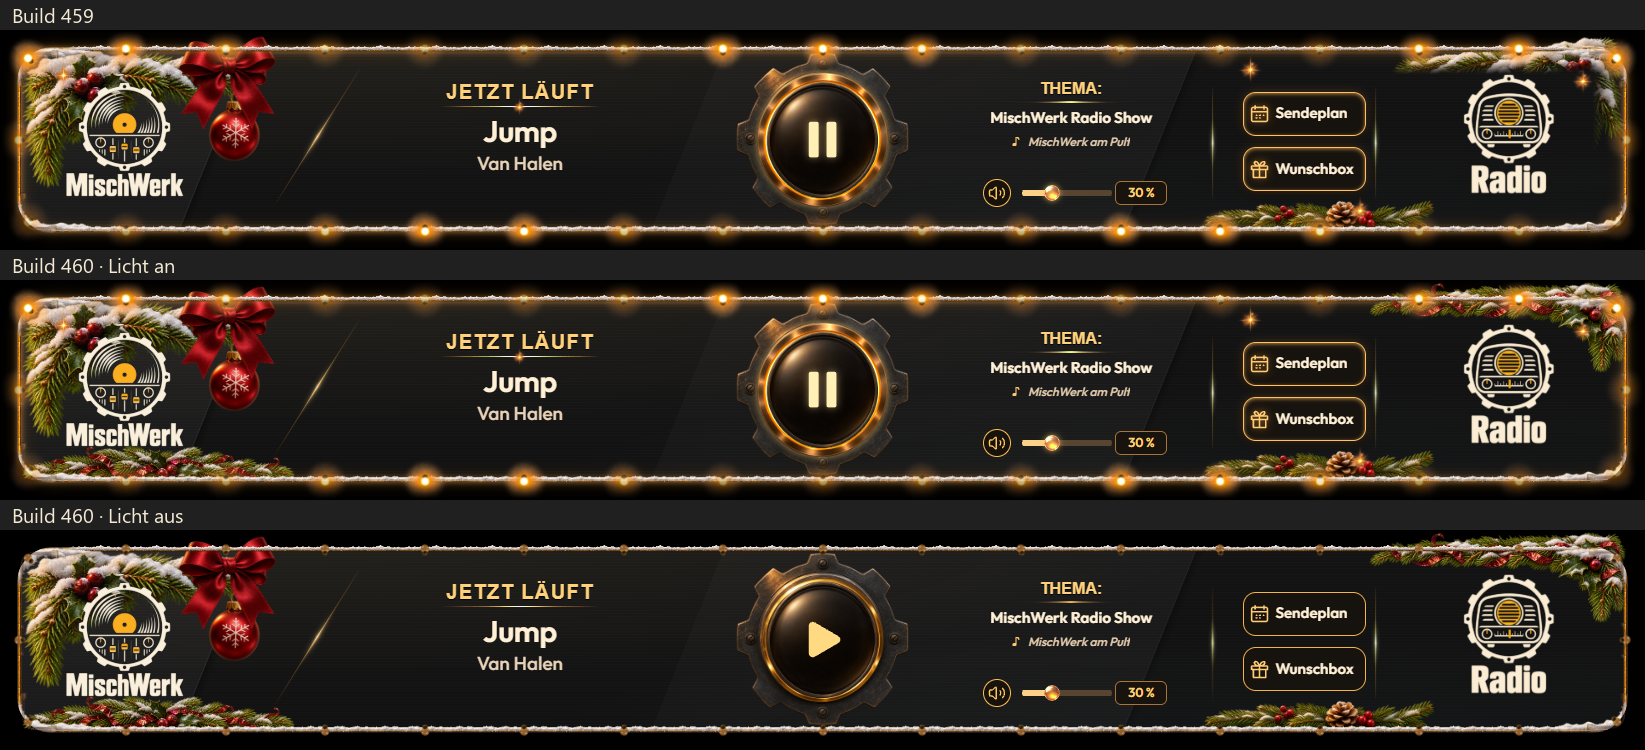 Build 459
MischWerk
JETZT LÄUFT
Jump
Van Halen
THEMA:
MischWerk Radio Show
♪ MischWerk am Pult
30 %
Sendeplan
Wunschbox
Radio
Build 460 · Licht an
MischWerk
JETZT LÄUFT
Jump
Van Halen
THEMA:
MischWerk Radio Show
♪ MischWerk am Pult
30 %
Sendeplan
Wunschbox
Radio
Build 460 · Licht aus
MischWerk
JETZT LÄUFT
Jump
Van Halen
THEMA:
MischWerk Radio Show
♪ MischWerk am Pult
30 %
Sendeplan
Wunschbox
Radio